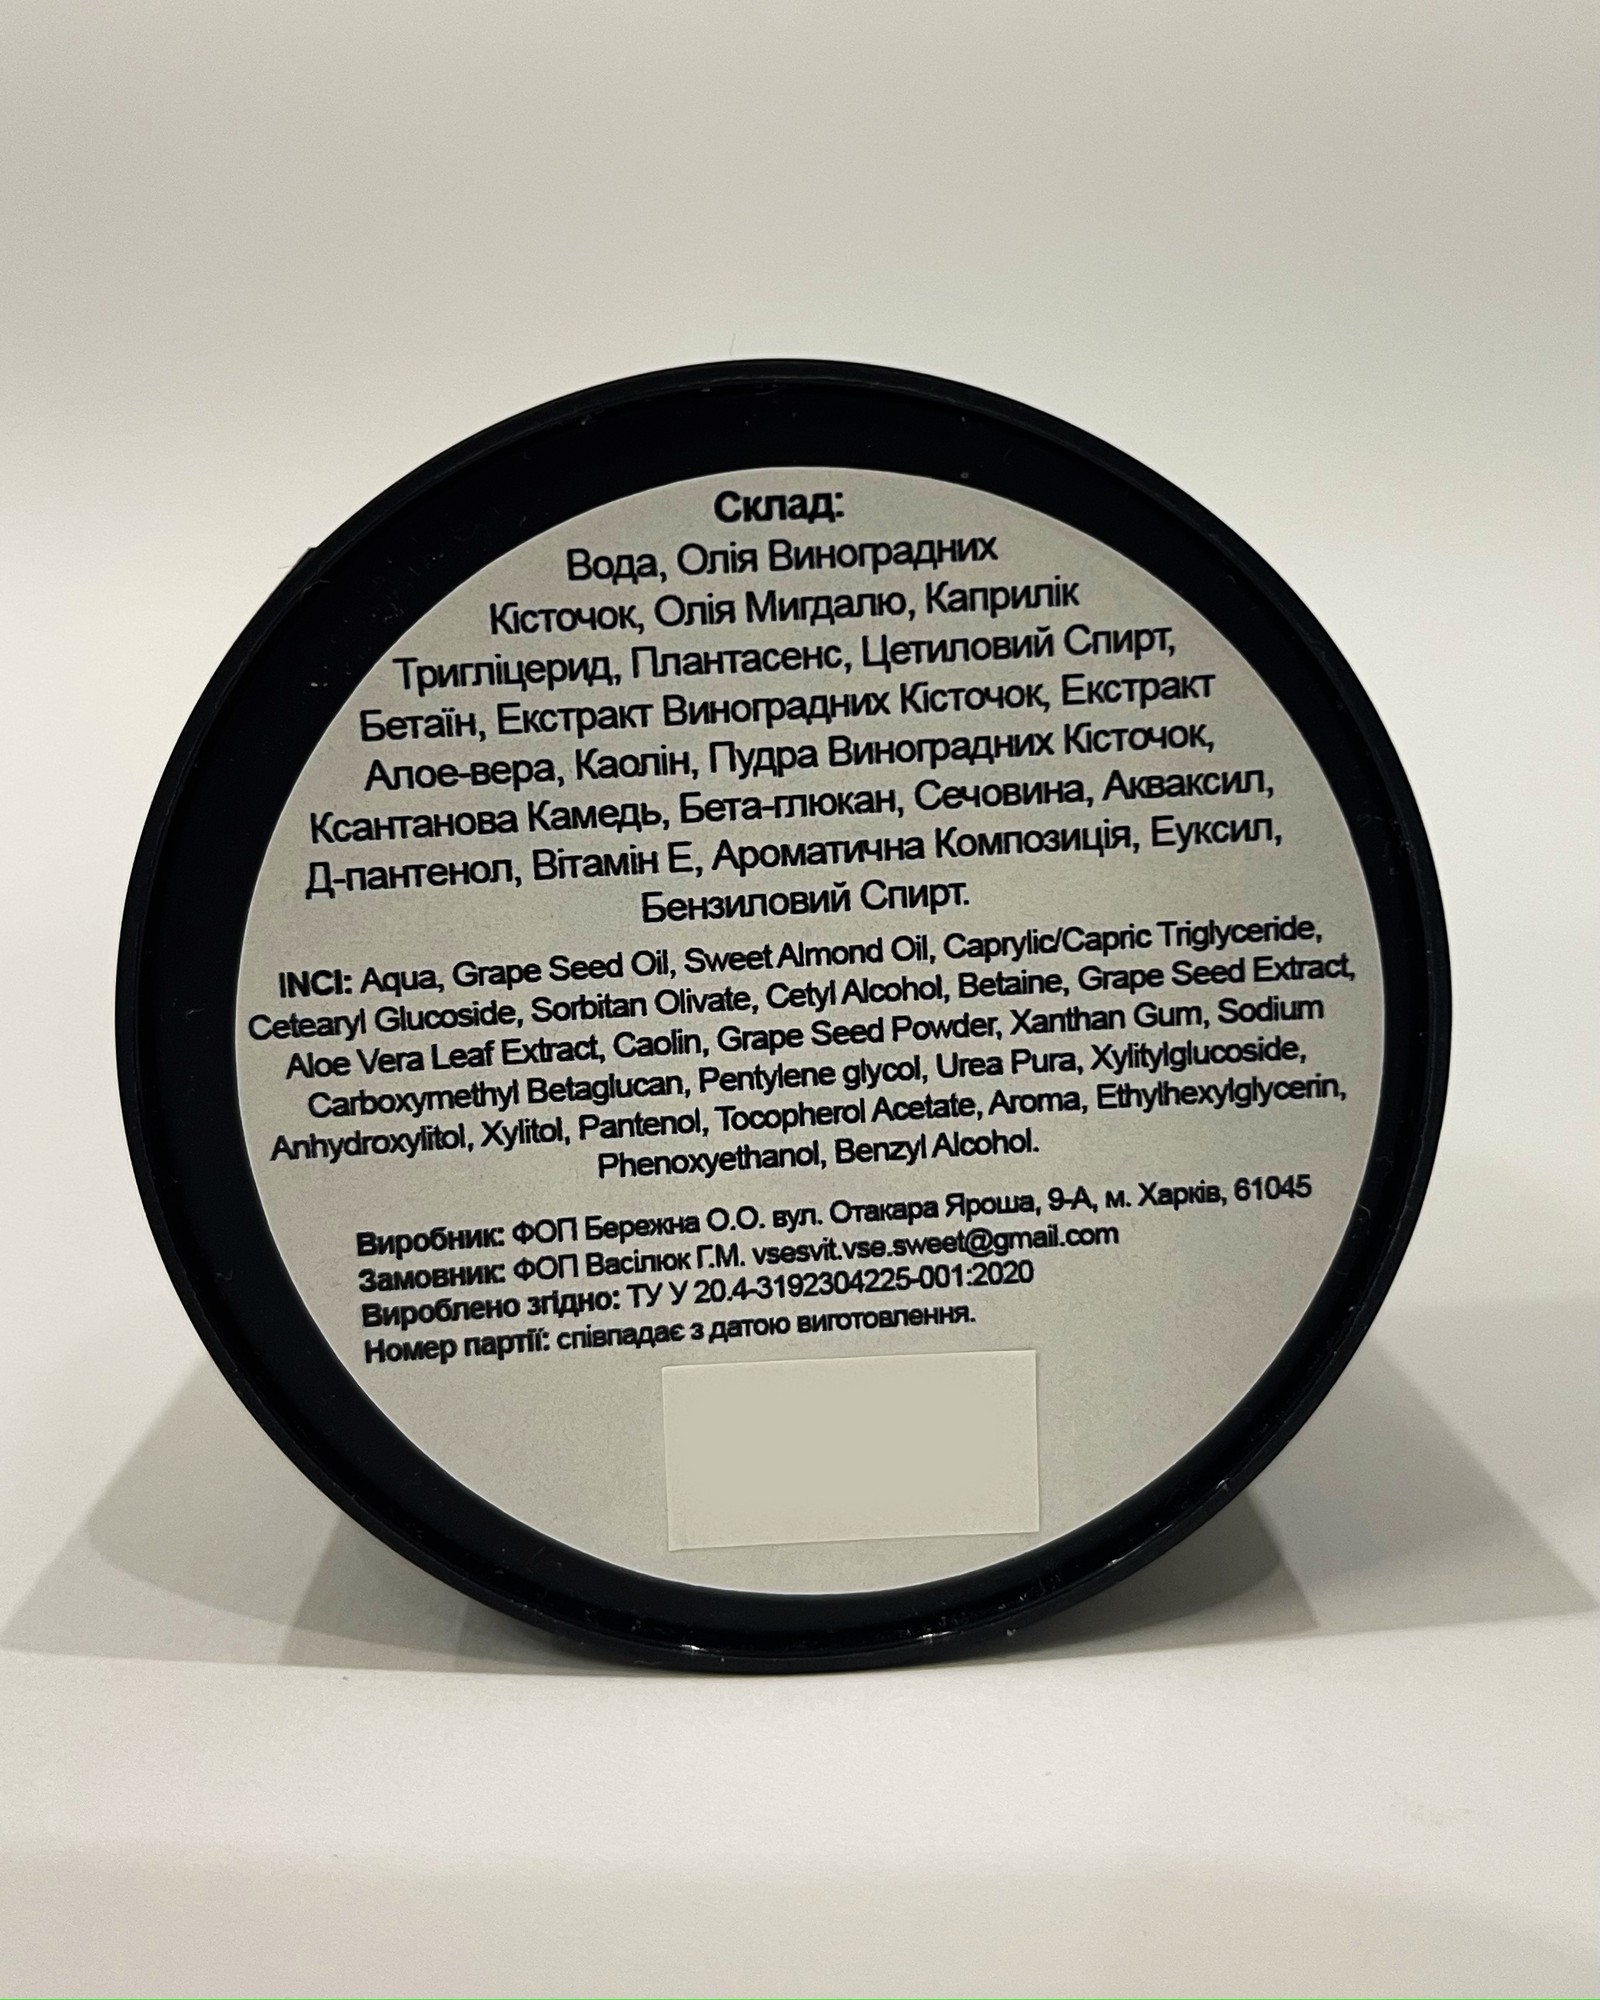 Склад:
Вода, Олія Виноградних
Кісточок, Олія Мигдалю, Каприлік
Тригліцерид, Плантасенс, Цетиловий Спирт,
Бетаїн, Екстракт Виноградних Кісточок, Екстракт
Алое-вера, Каолін, Пудра Виноградних Кісточок,
Ксантанова Камедь, Бета-глюкан, Сечовина, Акваксил,
Д-пантенол, Вітамін Е, Ароматична Композиція, Еуксил,
Бензиловий Спирт.
INCI: Aqua, Grape Seed Oil, Sweet Almond Oil, Caprylic/Capric Triglyceride,
Cetearyl Glucoside, Sorbitan Olivate, Cetyl Alcohol, Betaine, Grape Seed Extract,
Aloe Vera Leaf Extract, Caolin, Grape Seed Powder, Xanthan Gum, Sodium
Carboxymethyl Betaglucan, Pentylene glycol, Urea Pura, Xylitylglucoside,
Anhydroxylitol, Xylitol, Pantenol, Tocopherol Acetate, Aroma, Ethylhexylglycerin,
Phenoxyethanol, Benzyl Alcohol.
Виробник: ФОП Бережна О.О. вул. Отакара Яроша, 9-А, м. Харків, 61045
Замовник: ФОП Васілюк Г.М. vsesvit.vse.sweet@gmail.com
Вироблено згідно: ТУ У 20.4-3192304225-001:2020
Номер партії: співпадає з датою виготовлення.